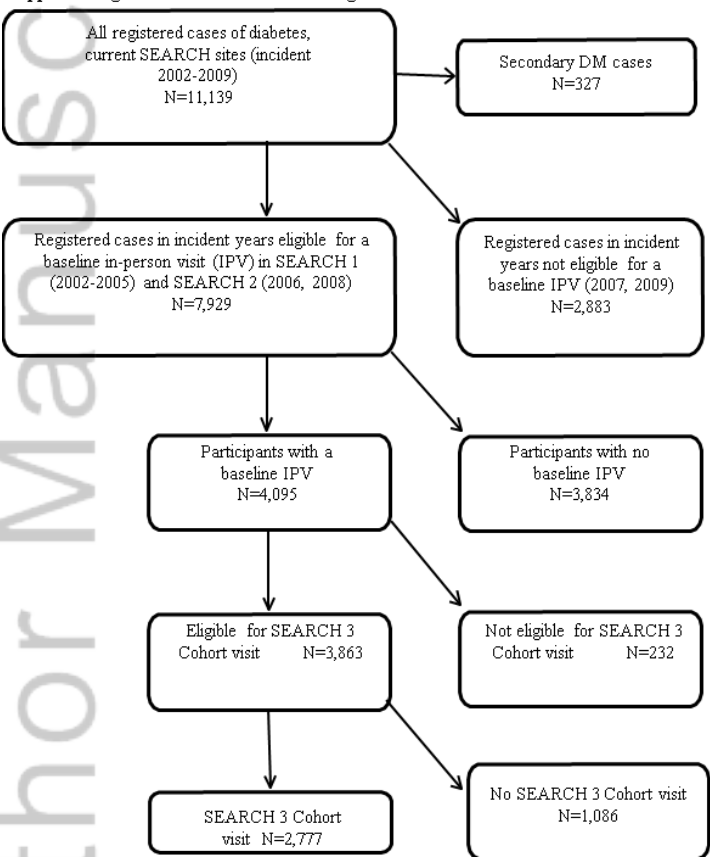 All registered cases of diabetes,
current SEARCH sites (incident
2002-2009)
N=11,139
Secondary DM cases
N=327
Registered cases in incident years eligible for a
baseline in-person visit (IPV) in SEARCH 1
(2002-2005) and SEARCH 2 (2006, 2008)
N=7,929
Registered cases in incident
years not eligible for a
baseline IPV (2007, 2009)
N=2,883
Participants with a
baseline IPV
N=4,095
Participants with no
baseline IPV
N=3,834
Eligible for SEARCH 3
Cohort visit N=3,863
Not eligible for SEARCH 3
Cohort visit N=232
SEARCH 3 Cohort
visit N=2,777
No SEARCH 3 Cohort visit
N=1,086
thor Manusc